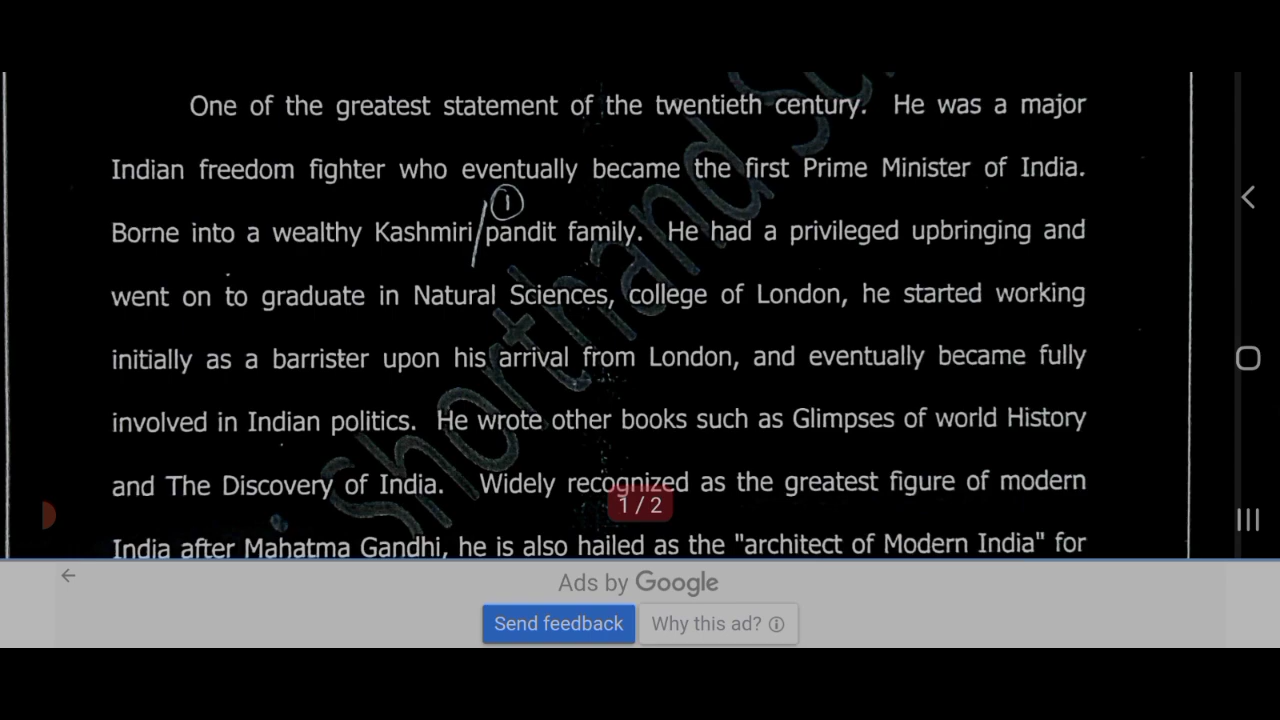 One of the greatest statement of the twentieth century. He was a major
Indian freedom fighter who eventually became the first Prime Minister of India.
1
Borne into a wealthy Kashmiri/pandit family. He had a privileged upbringing and
went on to graduate in Natural Sciences, college of London, he started working
initially as a barrister upon his arrival from London, and eventually became fully
involved in Indian politics. He wrote other books such as Glimpses of world History
and The Discovery of India. Widely recognized as the greatest figure of modern
1 / 2
India after Mahatma Gandhi, he is also hailed as the "architect of Modern India" for
Shorthand
Ads by Google
Send feedback Why this ad?